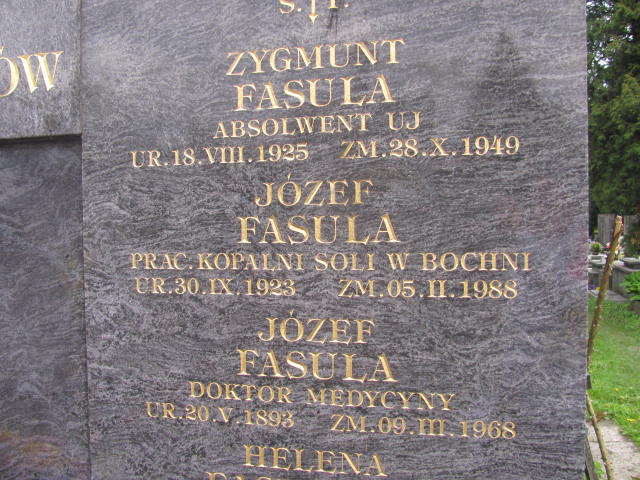 Ś. P.
ÓW
ZYGMUNT
FASULA
ABSOLWENT UJ
UR.18.VIII.1925 ZM.28.X.1949
JÓZEF
FASULA
PRAC. KOPALNI SOLI W BOCHNI
UR.30.IX.1923 ZM.05.II.1988
JÓZEF
FASULA
DOKTOR MEDYCYNY
UR.20.V.1893 ZM.09.III.1968
HELENA